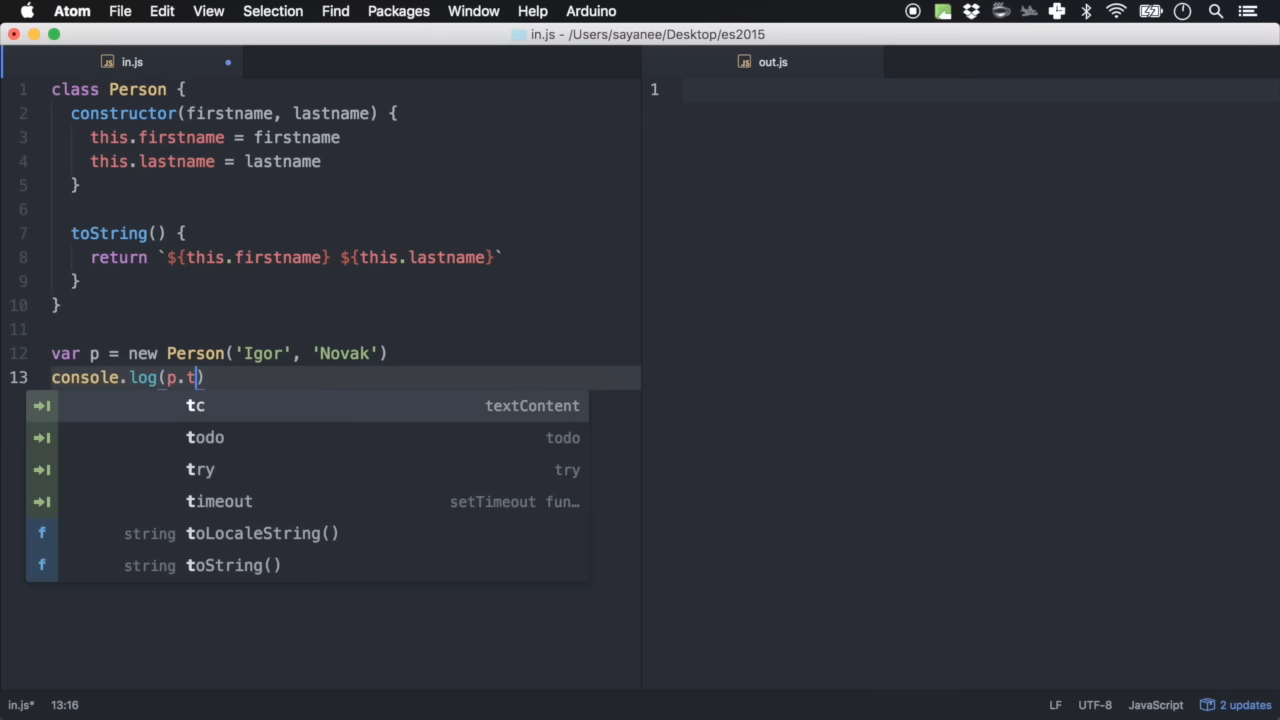 Atom File Edit View Selection Find Packages Window Help Arduino
in.js - /Users/sayanee/Desktop/es2015
in.js
out.js
1 class Person {
2 constructor(firstname, lastname) {
3 this.firstname = firstname
4 this.lastname = lastname
5 }
6
7 toString() {
8 return `${this.firstname} ${this.lastname}`
9 }
10 }
11
12 var p = new Person('Igor', 'Novak')
13 console.log(p.t)
tc textContent
todo todo
try try
timeout setTimeout fun…
f string toLocaleString()
f string toString()
1
in.js* 13:16 LF UTF-8 JavaScript 2 updates